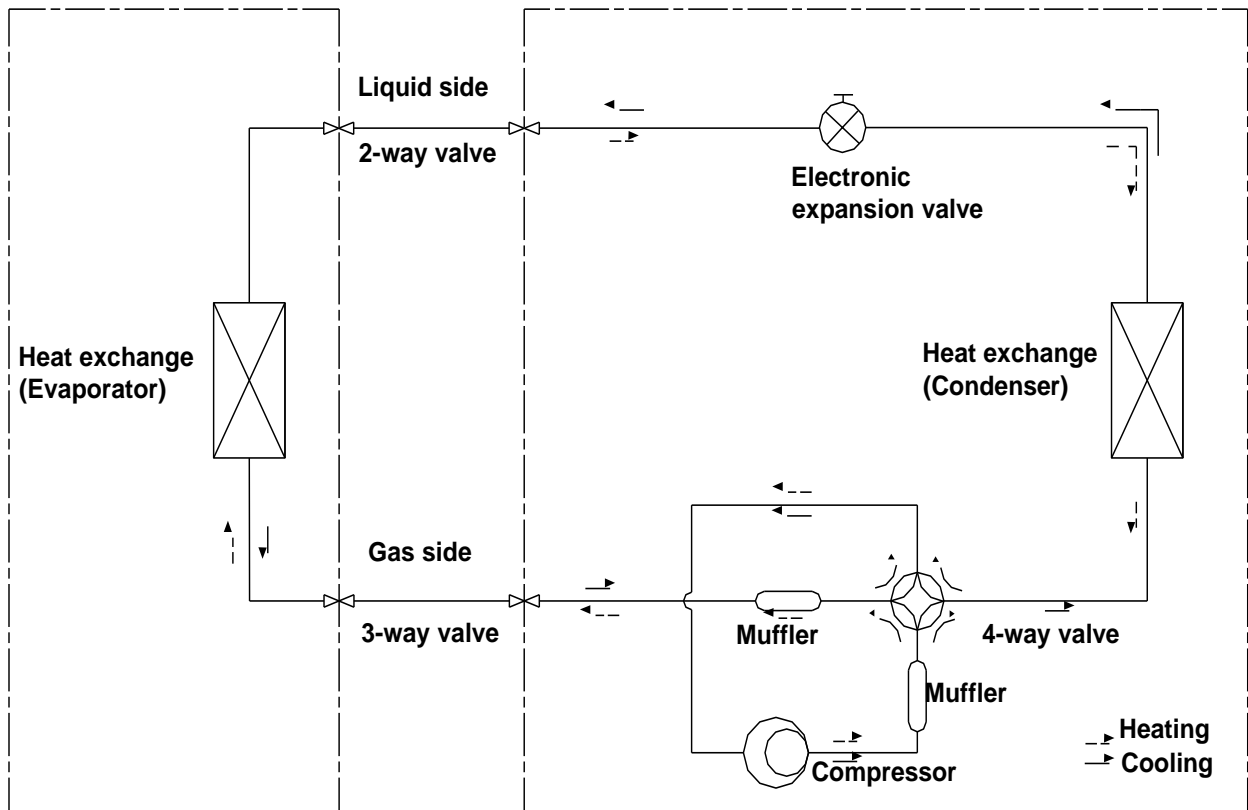 Liquid side
2-way valve
Electronic
expansion valve
Heat exchange
(Evaporator)
Heat exchange
(Condenser)
Gas side
3-way valve
Muffler
4-way valve
Muffler
Compressor
Heating
Cooling